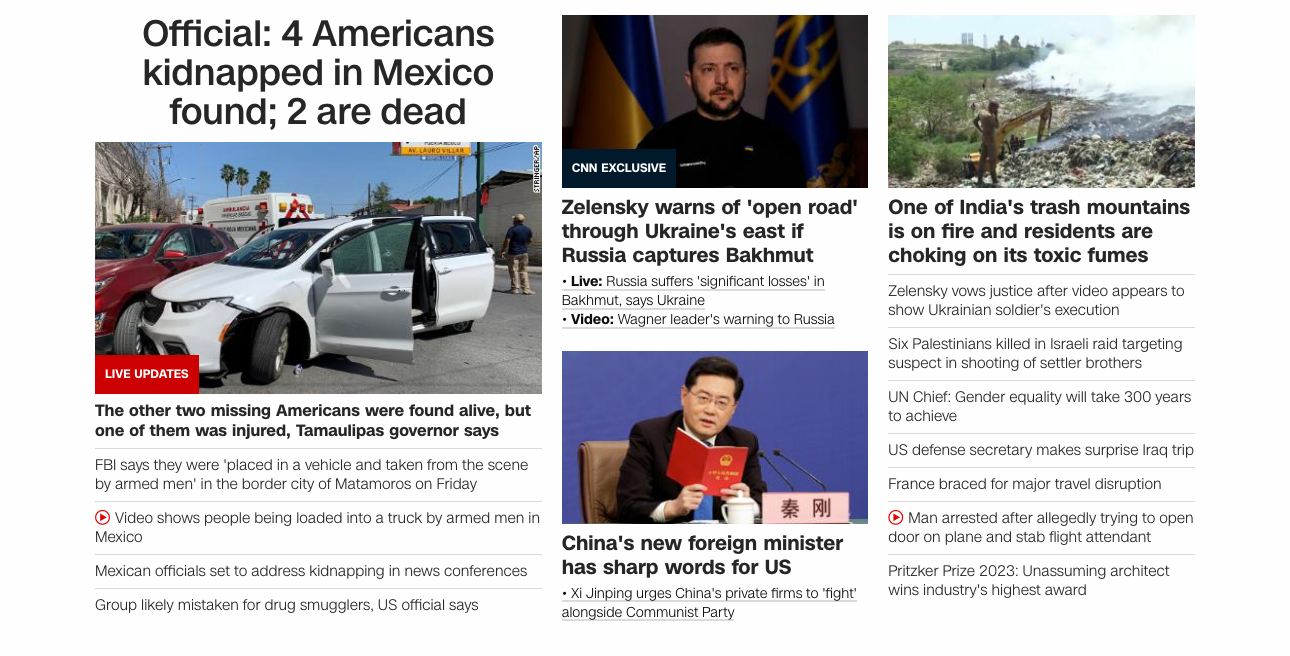 Official: 4 Americans
kidnapped in Mexico
found; 2 are dead
AV. LAURO VILLAR
STRINGER/AP
AMBULANCIA
LIVE UPDATES
The other two missing Americans were found alive, but
one of them was injured, Tamaulipas governor says
FBI says they were 'placed in a vehicle and taken from the scene
by armed men' in the border city of Matamoros on Friday
Video shows people being loaded into a truck by armed men in
Mexico
Mexican officials set to address kidnapping in news conferences
Group likely mistaken for drug smugglers, US official says
CNN EXCLUSIVE
Zelensky warns of 'open road'
through Ukraine's east if
Russia captures Bakhmut
• Live: Russia suffers 'significant losses' in
Bakhmut, says Ukraine
• Video: Wagner leader's warning to Russia
秦 刚
China's new foreign minister
has sharp words for US
• Xi Jinping urges China's private firms to 'fight'
alongside Communist Party
One of India's trash mountains
is on fire and residents are
choking on its toxic fumes
Zelensky vows justice after video appears to
show Ukrainian soldier's execution
Six Palestinians killed in Israeli raid targeting
suspect in shooting of settler brothers
UN Chief: Gender equality will take 300 years
to achieve
US defense secretary makes surprise Iraq trip
France braced for major travel disruption
Man arrested after allegedly trying to open
door on plane and stab flight attendant
Pritzker Prize 2023: Unassuming architect
wins industry's highest award